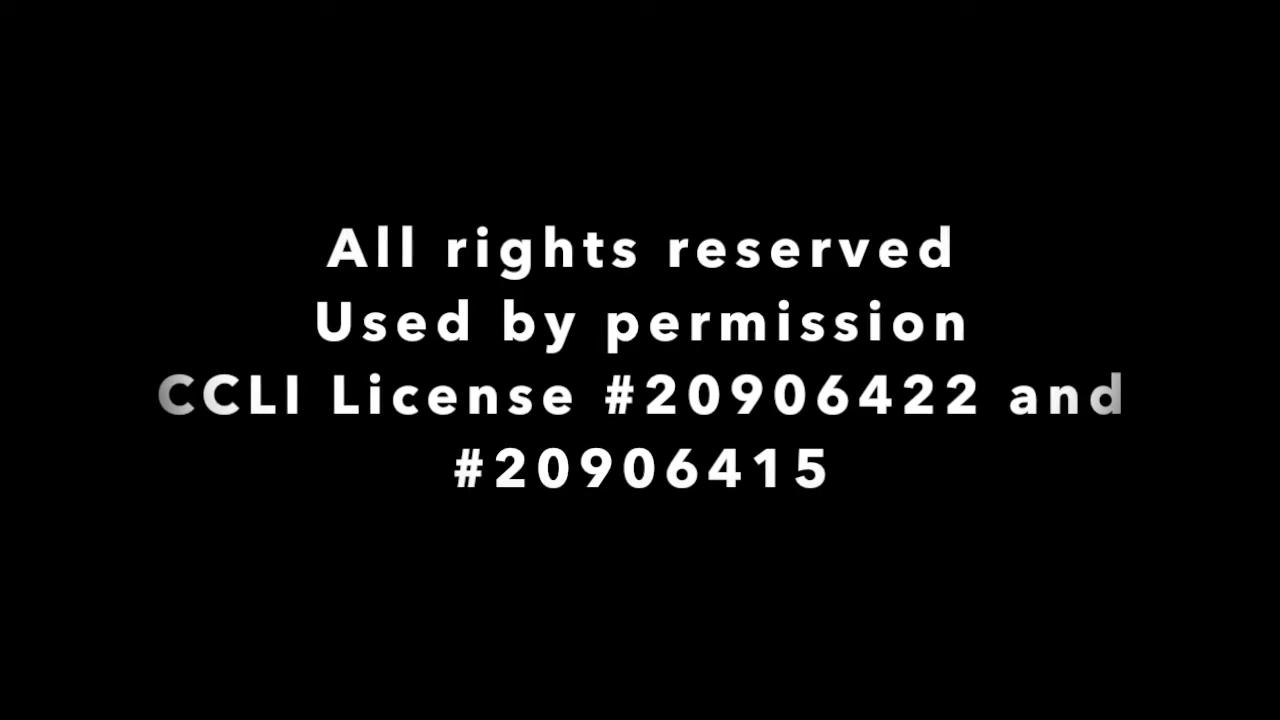 All rights reserved
Used by permission
CCLI License #20906422 and
#20906415